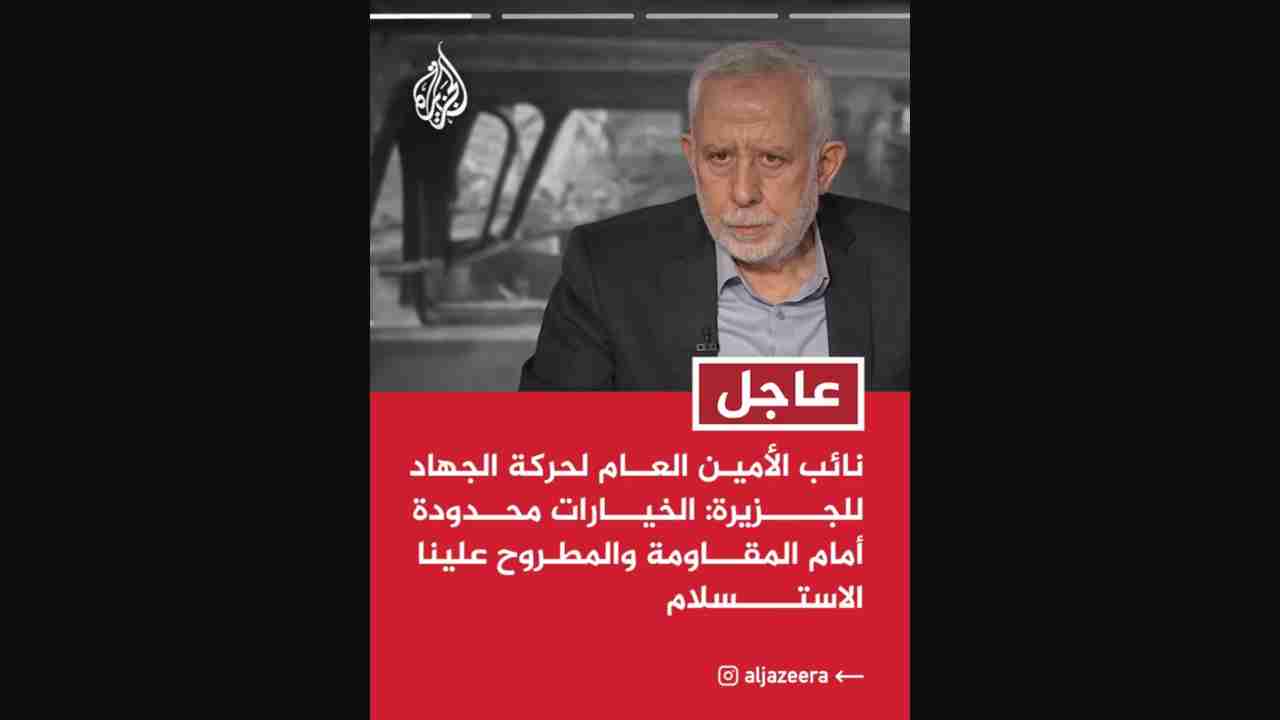 الجزيرة
عاجل
نائب الأمين العام لحركة الجهاد
للجزيرة: الخيارات محدودة
أمام المقاومة والمطروح علينا
الاستسلام
aljazeera